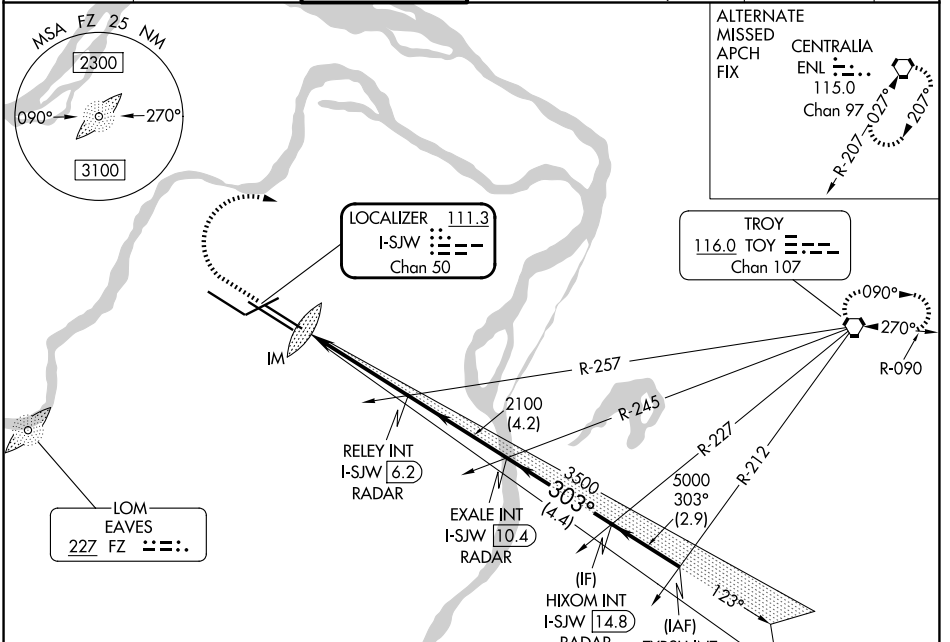 MSA FZ 25 NM
2300
090°
270°
3100
ALTERNATE
MISSED
APCH
FIX
CENTRALIA
ENL
115.0
Chan 97
R-207
027°
207°
LOCALIZER 111.3
I-SJW
Chan 50
TROY
116.0 TOY
Chan 107
090°
270°
R-090
IM
R-257
R-245
R-227
R-212
2100
(4.2)
RELEY INT
I-SJW 6.2
RADAR
3500
303°
(4.4)
5000
303°
(2.9)
EXALE INT
I-SJW 10.4
RADAR
LOM
EAVES
227 FZ
(IF)
HIXOM INT
I-SJW 14.8
RADAR
(IAF)
123°